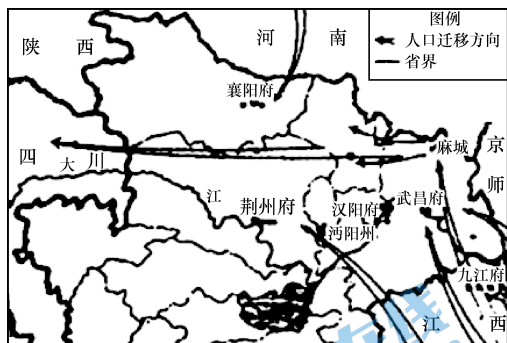 图例
人口迁移方向
省界
陕 西
河 南
襄阳府
四 川
大
江
麻城
京
师
荆州府
汉阳府
武昌府
沔阳州
九江府
江 西
在线